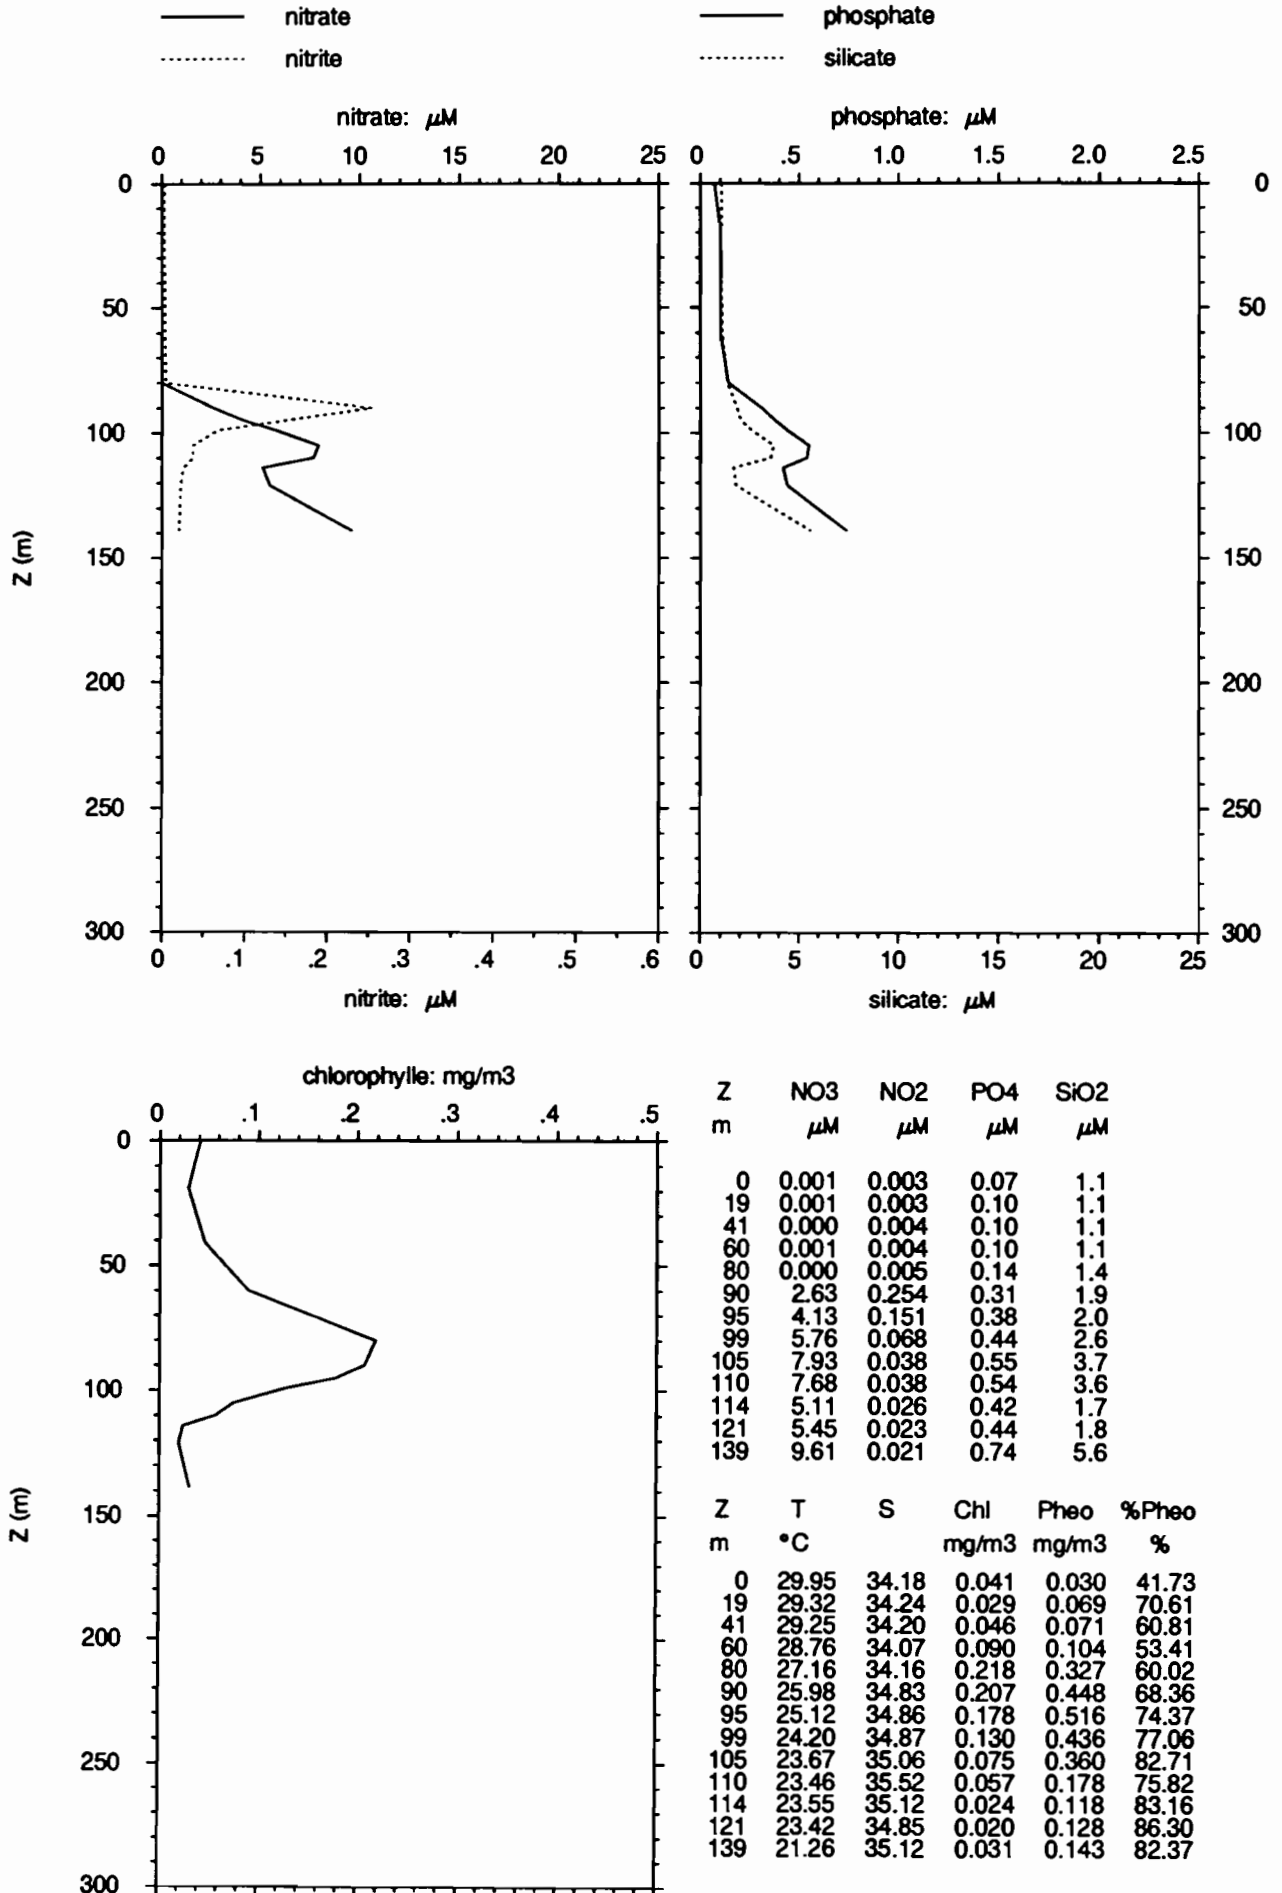 nitrate
nitrite
nitrate: μM
0 5 10 15 20 25
0
50
100
150
200
250
300
Z (m)
0 .1 .2 .3 .4 .5 .6
nitrite: μM
phosphate
silicate
phosphate: μM
0 .5 1.0 1.5 2.0 2.5
0
50
100
150
200
250
300
0 5 10 15 20 25
silicate: μM
chlorophylle: mg/m3
0 .1 .2 .3 .4 .5
0
50
100
150
200
250
300
Z (m)
Z NO3 NO2 PO4 SiO2
m μM μM μM μM
0 0.001 0.003 0.07 1.1
19 0.001 0.003 0.10 1.1
41 0.000 0.004 0.10 1.1
60 0.001 0.004 0.10 1.1
80 0.000 0.005 0.14 1.4
90 2.63 0.254 0.31 1.9
95 4.13 0.151 0.38 2.0
99 5.76 0.068 0.44 2.6
105 7.93 0.038 0.55 3.7
110 7.68 0.038 0.54 3.6
114 5.11 0.026 0.42 1.7
121 5.45 0.023 0.44 1.8
139 9.61 0.021 0.74 5.6
Z T S Chl Pheo %Pheo
m °C mg/m3 mg/m3 %
0 29.95 34.18 0.041 0.030 41.73
19 29.32 34.24 0.029 0.069 70.61
41 29.25 34.20 0.046 0.071 60.81
60 28.76 34.07 0.090 0.104 53.41
80 27.16 34.16 0.218 0.327 60.02
90 25.98 34.83 0.207 0.448 68.36
95 25.12 34.86 0.178 0.516 74.37
99 24.20 34.87 0.130 0.436 77.06
105 23.67 35.06 0.075 0.360 82.71
110 23.46 35.52 0.057 0.178 75.82
114 23.55 35.12 0.024 0.118 83.16
121 23.42 34.85 0.020 0.128 86.30
139 21.26 35.12 0.031 0.143 82.37